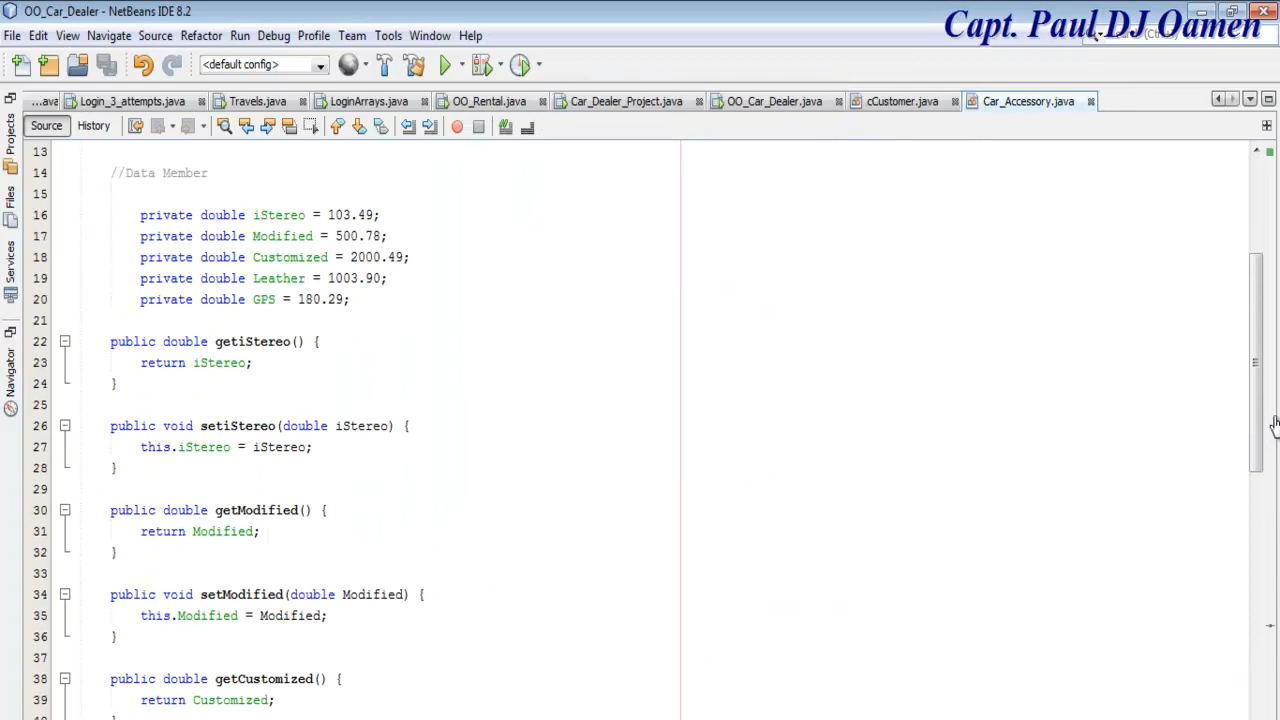 OO_Car_Dealer - NetBeans IDE 8.2
File Edit View Navigate Source Refactor Run Debug Profile Team Tools Window Help
Capt. Paul DJ Oamen
<default config>
...ava Login_3_attempts.java Travels.java LoginArrays.java OO_Rental.java Car_Dealer_Project.java OO_Car_Dealer.java cCustomer.java Car_Accessory.java
Source History
Projects
Files
Services
Navigator
13
14 //Data Member
15
16 private double iStereo = 103.49;
17 private double Modified = 500.78;
18 private double Customized = 2000.49;
19 private double Leather = 1003.90;
20 private double GPS = 180.29;
21
22 public double getiStereo() {
23 return iStereo;
24 }
25
26 public void setiStereo(double iStereo) {
27 this.iStereo = iStereo;
28 }
29
30 public double getModified() {
31 return Modified;
32 }
33
34 public void setModified(double Modified) {
35 this.Modified = Modified;
36 }
37
38 public double getCustomized() {
39 return Customized;